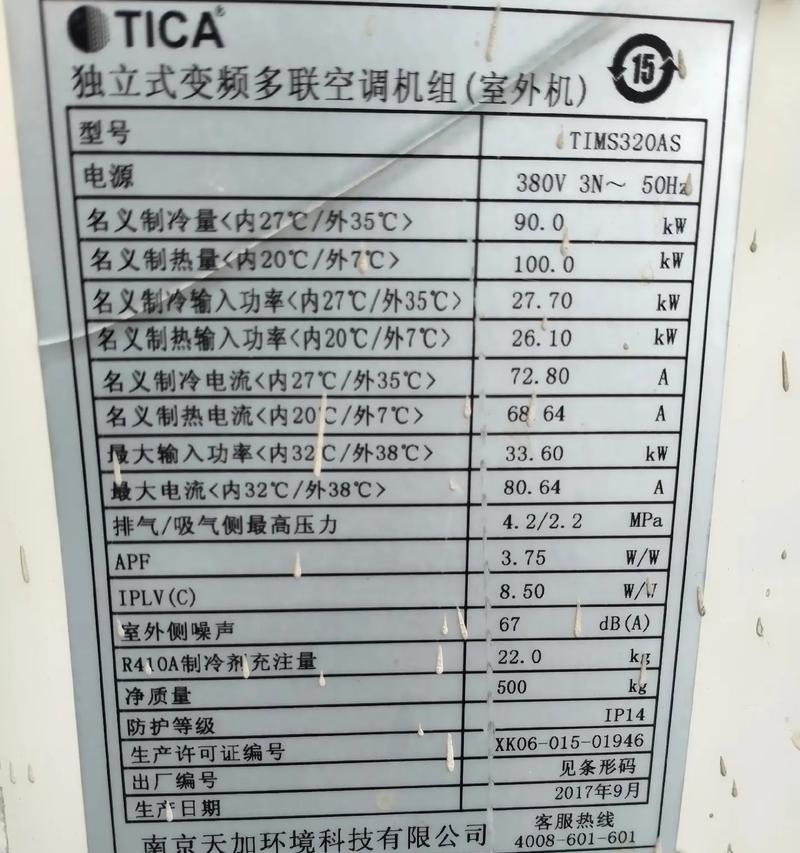 TICA®
独立式变频多联空调机组(室外机)
15
型号 TIMS320AS
电源 380V 3N～ 50Hz
名义制冷量<内27℃/外35℃> 90.0 kW
名义制热量<内20℃/外7℃> 100.0 kW
名义制冷输入功率<内27℃/外35℃> 27.70 kW
名义制热输入功率<内20℃/外7℃> 26.10 kW
名义制冷电流<内27℃/外35℃> 72.80 A
名义制热电流<内20℃/外7℃> 68.64 A
最大输入功率<内32℃/外38℃> 33.60 kW
最大电流<内32℃/外38℃> 80.64 A
排气/吸气侧最高压力 4.2/2.2 MPa
APF 3.75 W/W
IPLV(C) 8.50 W/W
室外侧噪声 67 dB(A)
R410A制冷剂充注量 22.0 kg
净质量 500 kg
防护等级 IP14
生产许可证编号 XK06-015-01946
出厂编号 见条形码
生产日期 2017年9月
南京天加环境科技有限公司 客服热线
4008-601-601